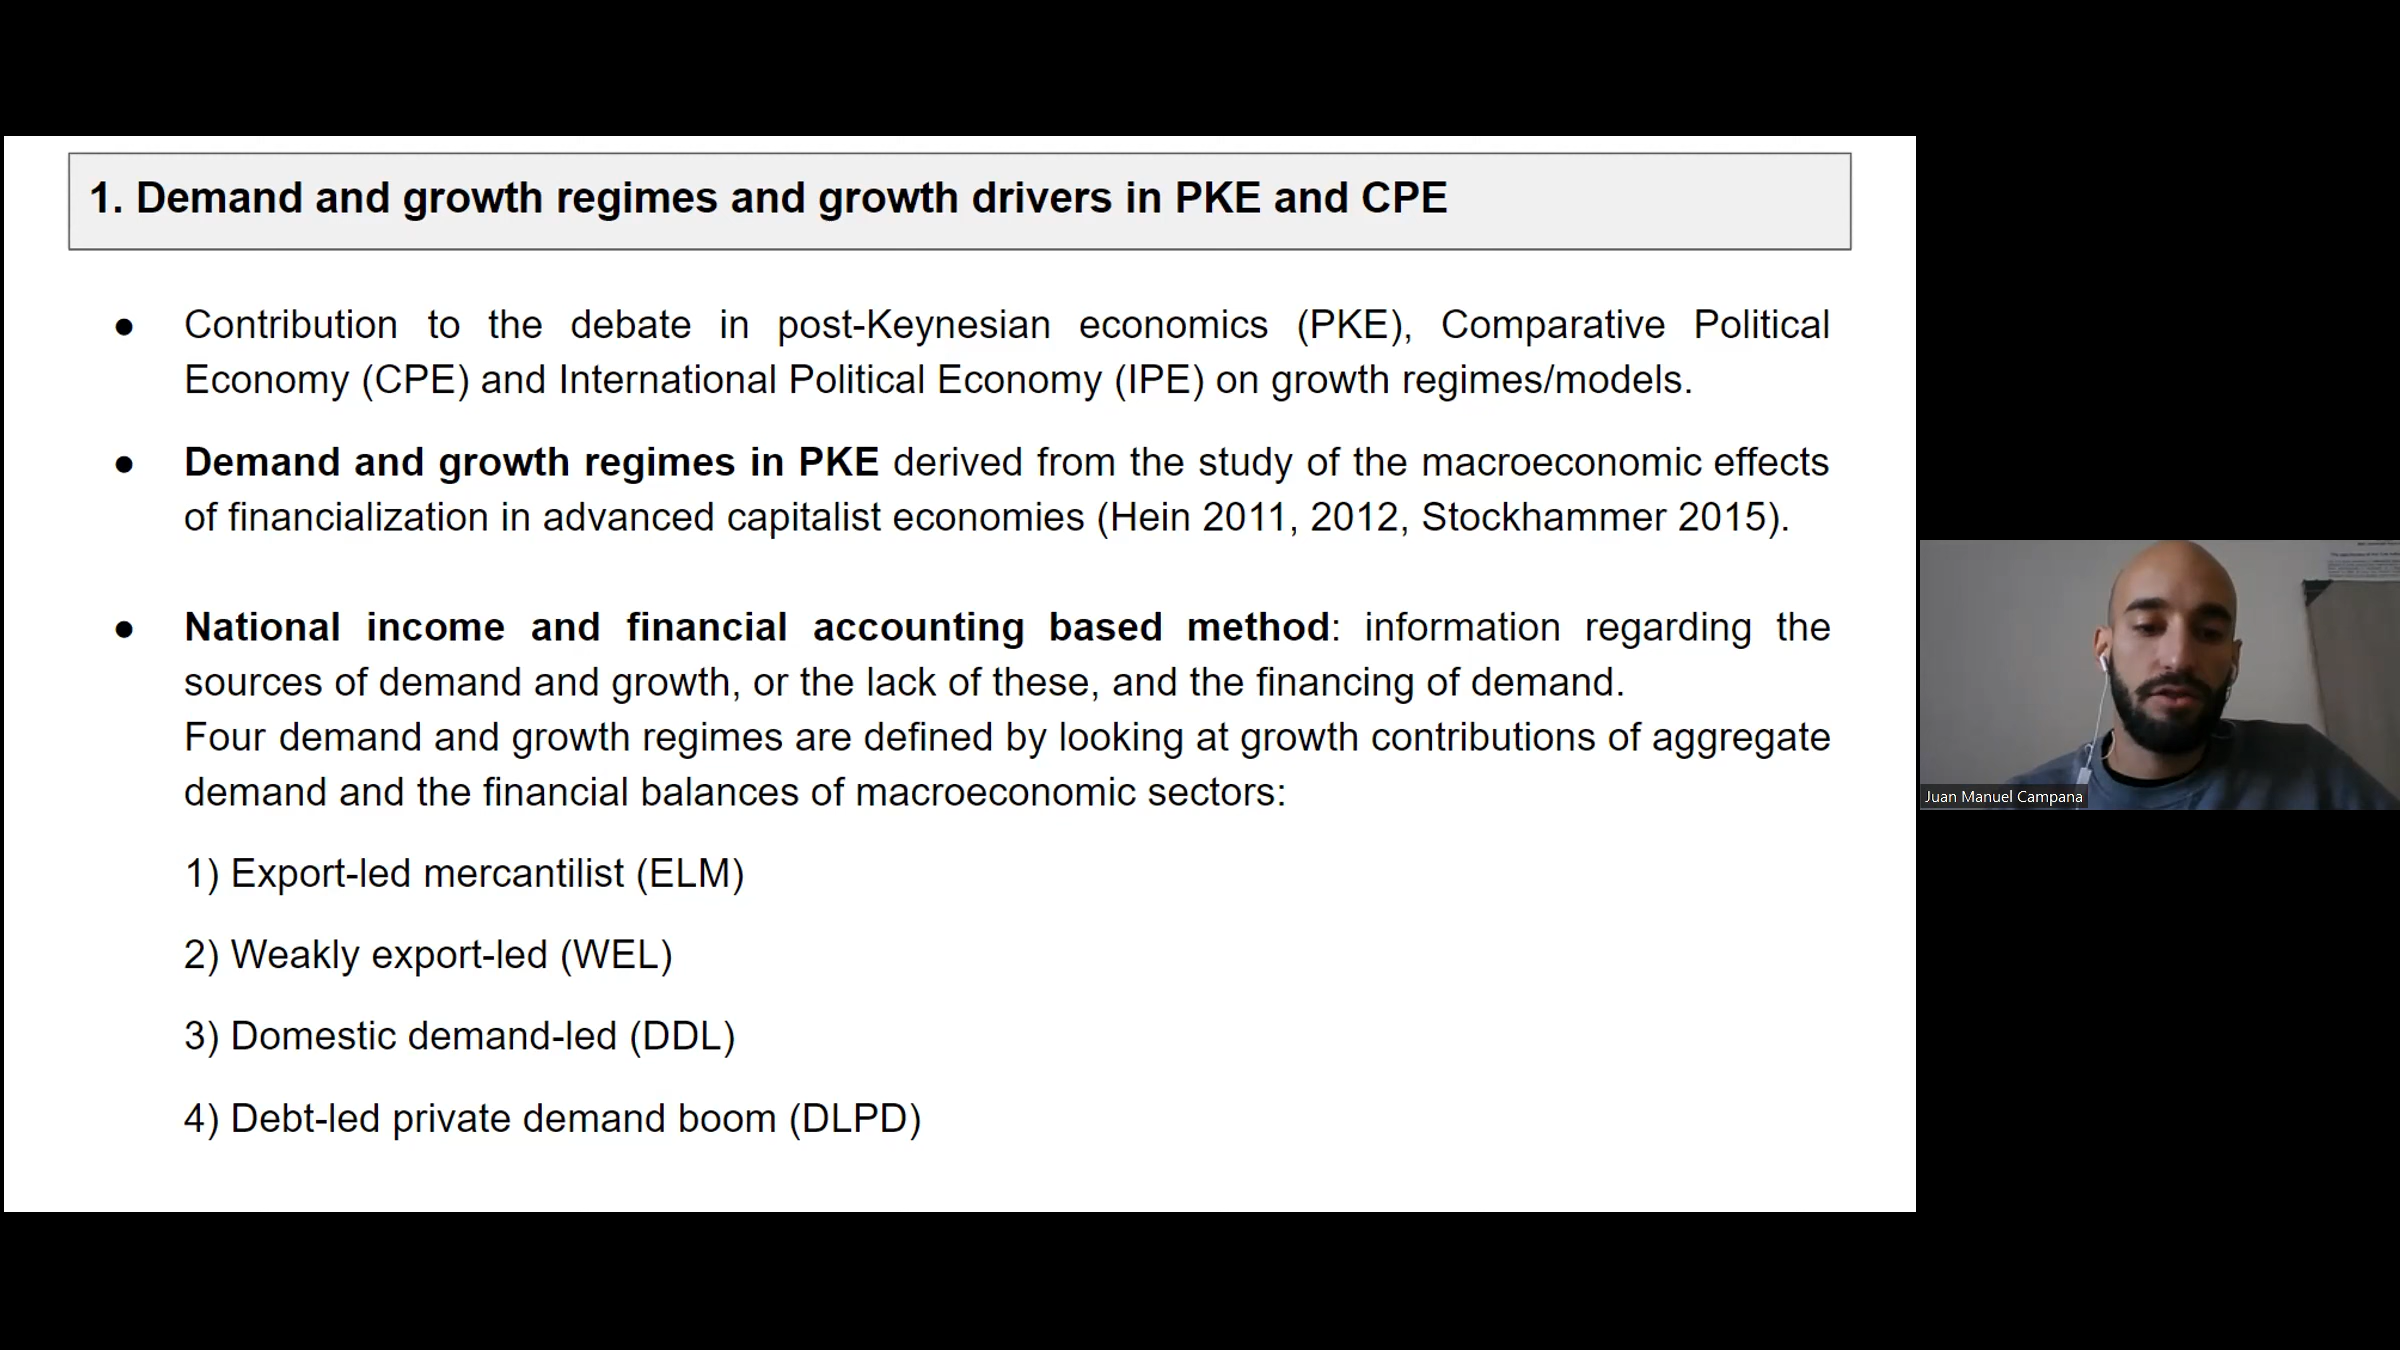 1. Demand and growth regimes and growth drivers in PKE and CPE
● Contribution to the debate in post-Keynesian economics (PKE), Comparative Political
Economy (CPE) and International Political Economy (IPE) on growth regimes/models.
● Demand and growth regimes in PKE derived from the study of the macroeconomic effects
of financialization in advanced capitalist economies (Hein 2011, 2012, Stockhammer 2015).
● National income and financial accounting based method: information regarding the
sources of demand and growth, or the lack of these, and the financing of demand.
Four demand and growth regimes are defined by looking at growth contributions of aggregate
demand and the financial balances of macroeconomic sectors:
1) Export-led mercantilist (ELM)
2) Weakly export-led (WEL)
3) Domestic demand-led (DDL)
4) Debt-led private demand boom (DLPD)
Juan Manuel Campana